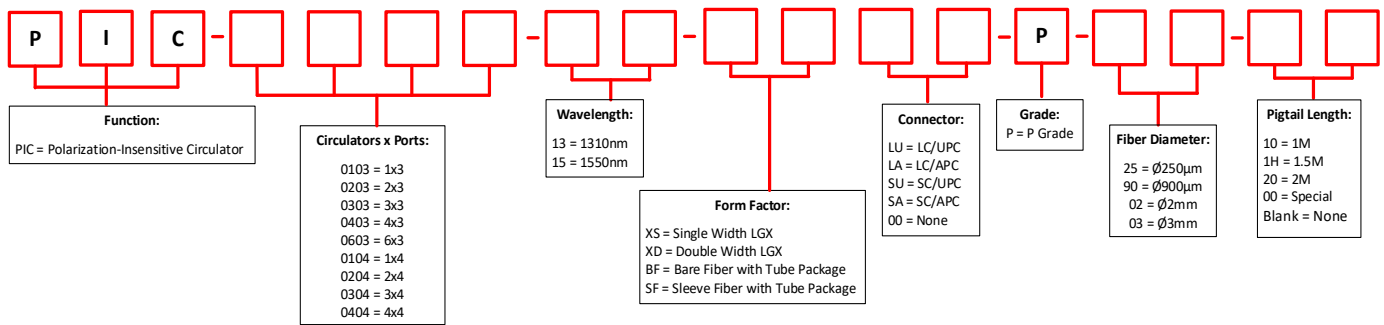 P I C - - - - P - -
Function:
PIC = Polarization-Insensitive Circulator
Circulators x Ports:
0103 = 1x3
0203 = 2x3
0303 = 3x3
0403 = 4x3
0603 = 6x3
0104 = 1x4
0204 = 2x4
0304 = 3x4
0404 = 4x4
Wavelength:
13 = 1310nm
15 = 1550nm
Form Factor:
XS = Single Width LGX
XD = Double Width LGX
BF = Bare Fiber with Tube Package
SF = Sleeve Fiber with Tube Package
Connector:
LU = LC/UPC
LA = LC/APC
SU = SC/UPC
SA = SC/APC
00 = None
Grade:
P = P Grade
Fiber Diameter:
25 = Ø250µm
90 = Ø900µm
02 = Ø2mm
03 = Ø3mm
Pigtail Length:
10 = 1M
1H = 1.5M
20 = 2M
00 = Special
Blank = None